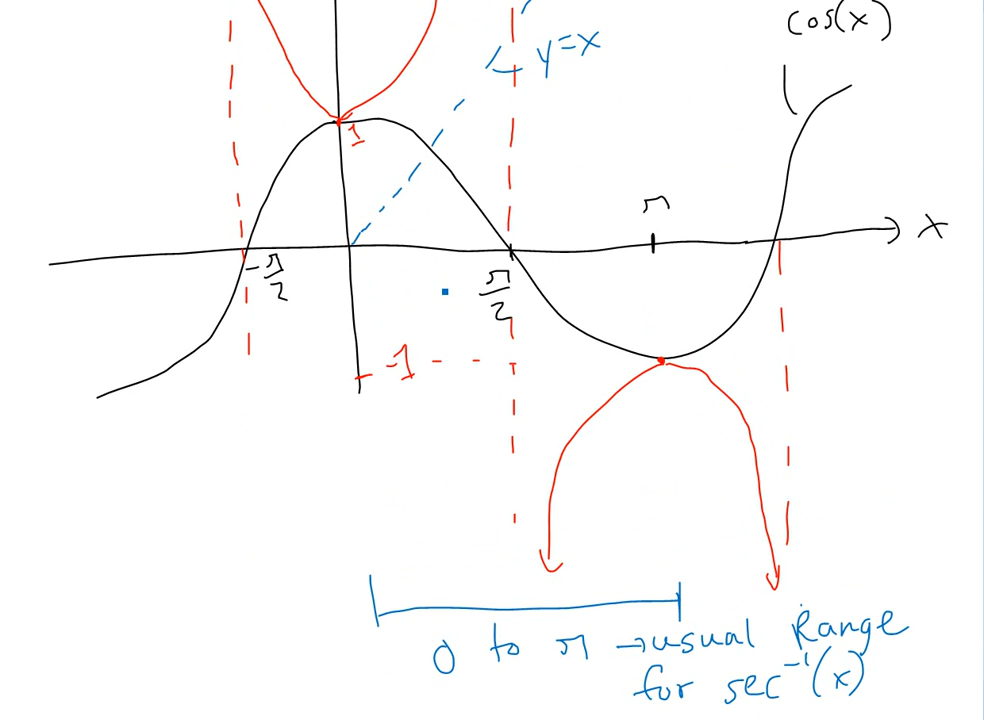 cos(x)
y=x
1
π
x
-π/2
π/2
-1
0 to π → usual Range
for sec⁻¹(x)